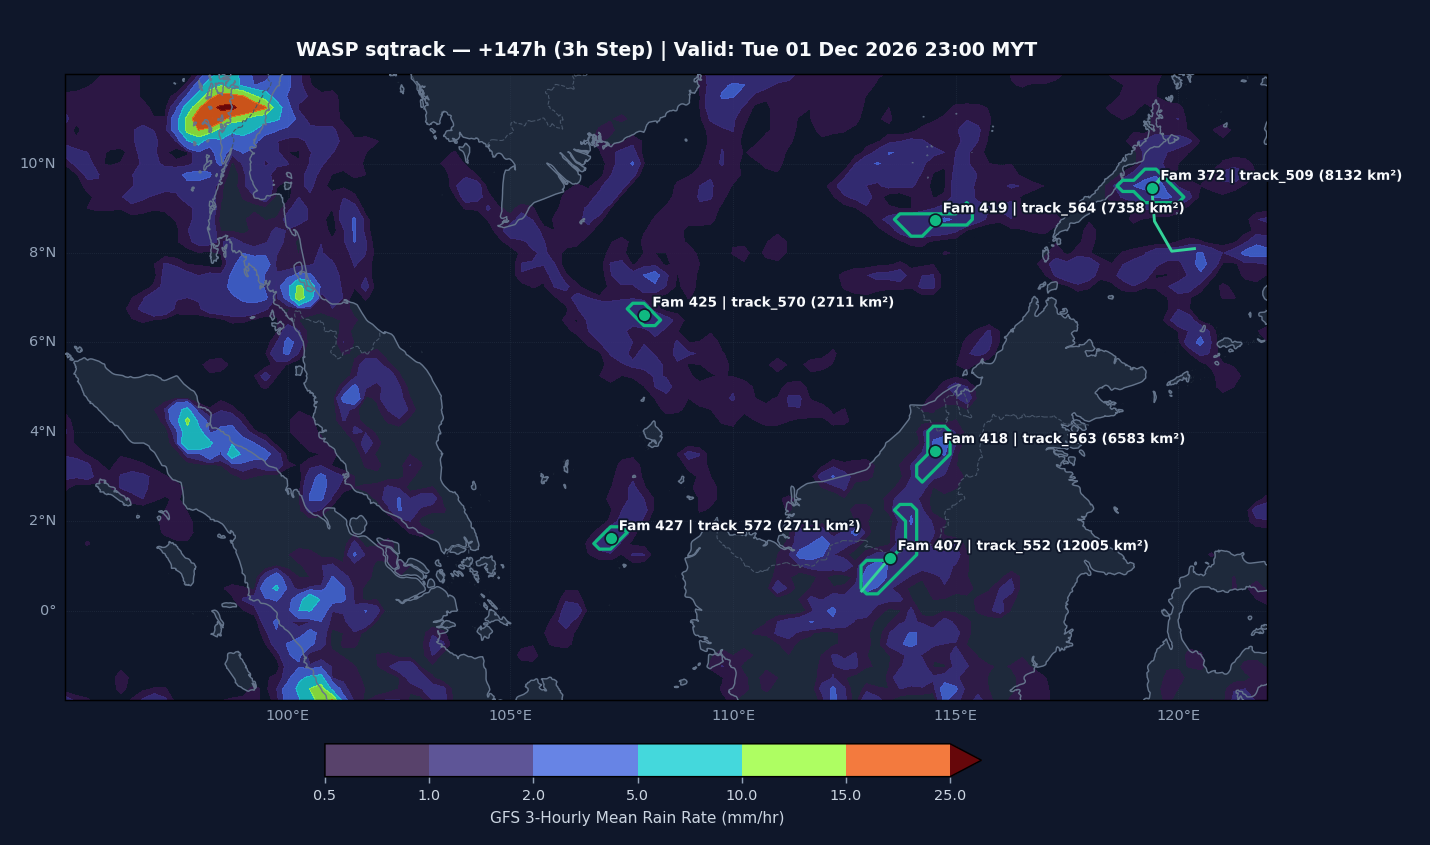 WASP sqtrack — +147h (3h Step) | Valid: Tue 01 Dec 2026 23:00 MYT
10°N
8°N
6°N
4°N
2°N
0°
Fam 372 | track_509 (8132 km²)
Fam 419 | track_564 (7358 km²)
Fam 425 | track_570 (2711 km²)
Fam 418 | track_563 (6583 km²)
Fam 427 | track_572 (2711 km²)
Fam 407 | track_552 (12005 km²)
100°E 105°E 110°E 115°E 120°E
0.5 1.0 2.0 5.0 10.0 15.0 25.0
GFS 3-Hourly Mean Rain Rate (mm/hr)